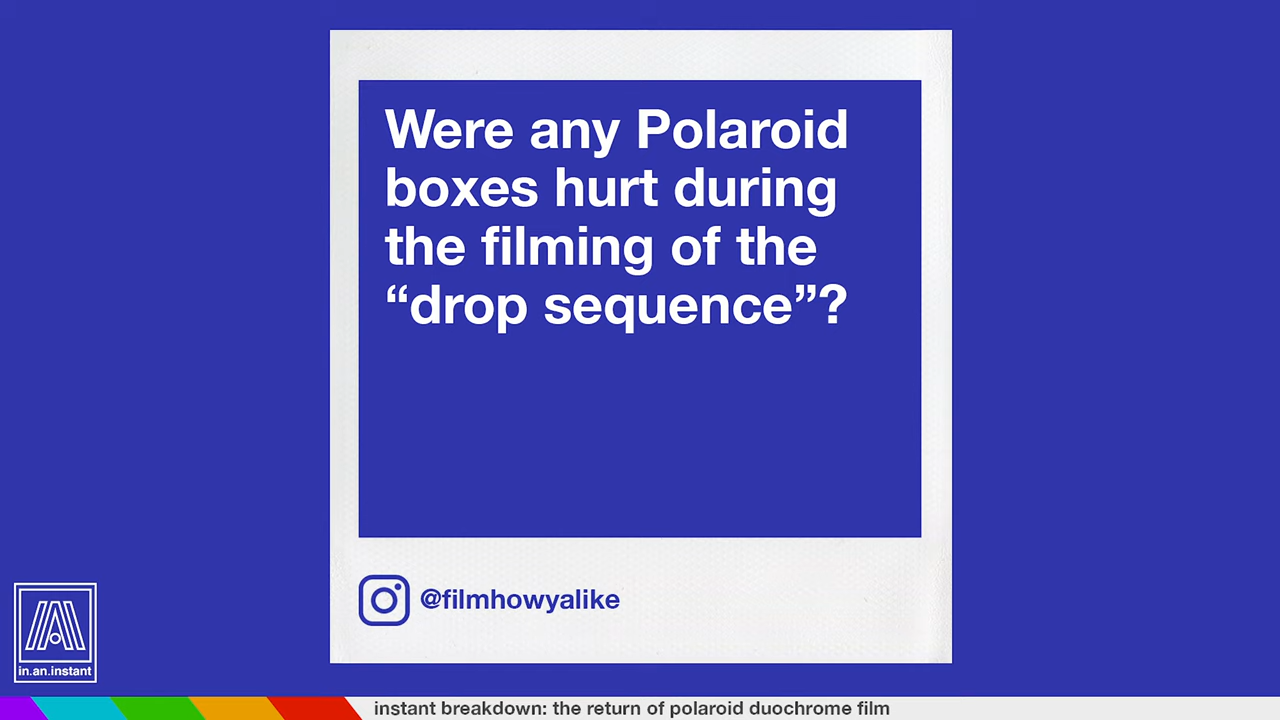 Were any Polaroid
boxes hurt during
the filming of the
“drop sequence”?
@filmhowyalike
in.an.instant
instant breakdown: the return of polaroid duochrome film